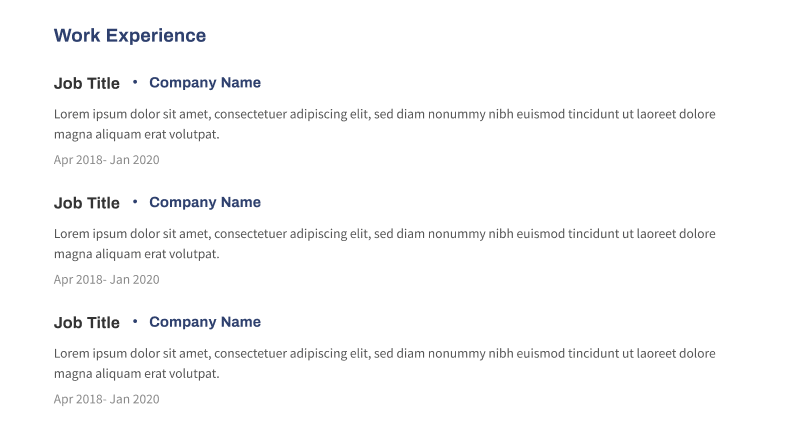 Work Experience
Job Title • Company Name
Lorem ipsum dolor sit amet, consectetuer adipiscing elit, sed diam nonummy nibh euismod tincidunt ut laoreet dolore
magna aliquam erat volutpat.
Apr 2018- Jan 2020
Job Title • Company Name
Lorem ipsum dolor sit amet, consectetuer adipiscing elit, sed diam nonummy nibh euismod tincidunt ut laoreet dolore
magna aliquam erat volutpat.
Apr 2018- Jan 2020
Job Title • Company Name
Lorem ipsum dolor sit amet, consectetuer adipiscing elit, sed diam nonummy nibh euismod tincidunt ut laoreet dolore
magna aliquam erat volutpat.
Apr 2018- Jan 2020